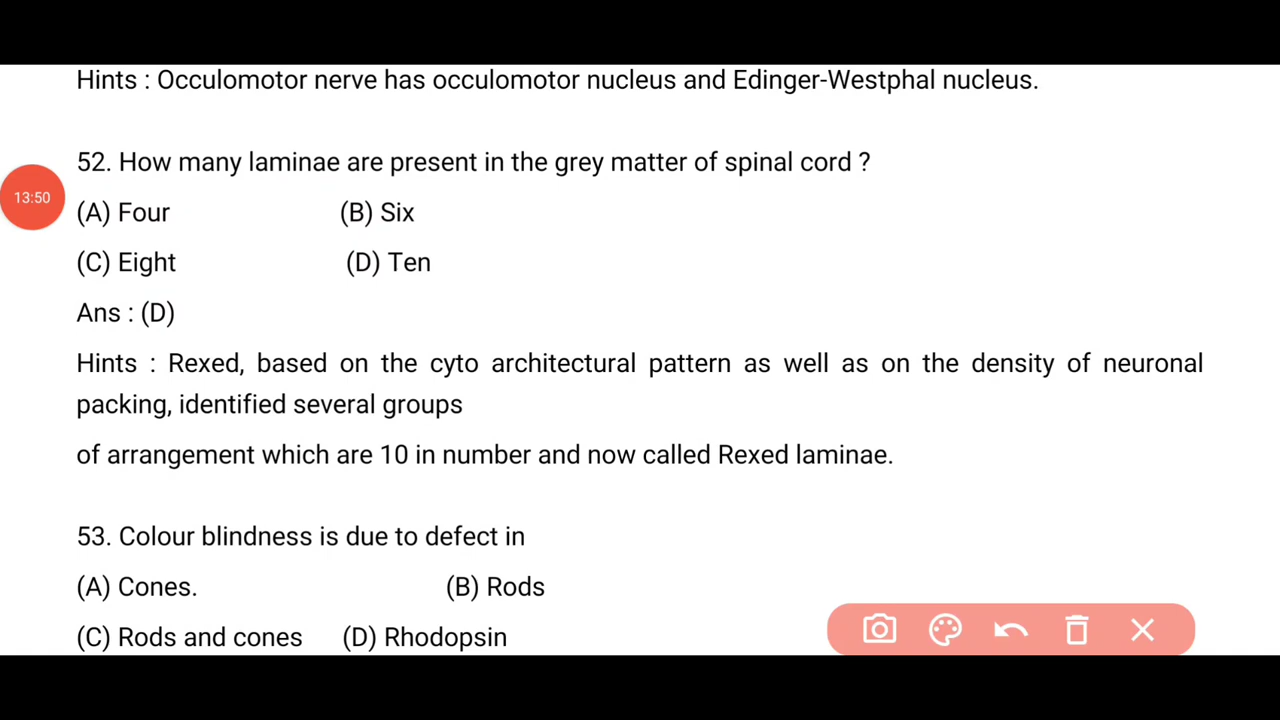 Hints : Occulomotor nerve has occulomotor nucleus and Edinger-Westphal nucleus.
52. How many laminae are present in the grey matter of spinal cord ?
13:50
(A) Four (B) Six
(C) Eight (D) Ten
Ans : (D)
Hints : Rexed, based on the cyto architectural pattern as well as on the density of neuronal
packing, identified several groups
of arrangement which are 10 in number and now called Rexed laminae.
53. Colour blindness is due to defect in
(A) Cones. (B) Rods
(C) Rods and cones (D) Rhodopsin